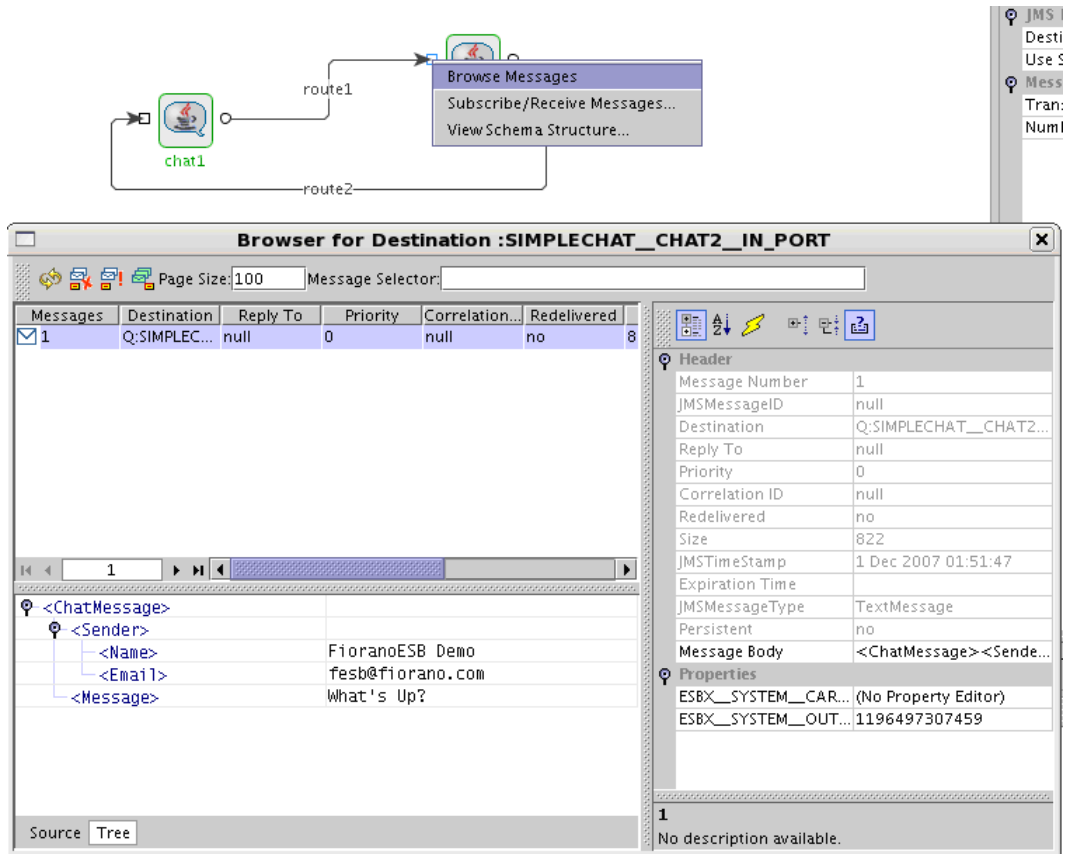 JMS
Desti
Use S
Mess
Tran:
Numl
route1
Browse Messages
Subscribe/Receive Messages...
View Schema Structure...
chat1
route2
Browser for Destination :SIMPLECHAT__CHAT2__IN_PORT
Page Size: 100 Message Selector:
Messages Destination Reply To Priority Correlation... Redelivered
1 Q:SIMPLEC... null 0 null no 8
1
<ChatMessage>
<Sender>
<Name> FioranoESB Demo
<Email> fesb@fiorano.com
<Message> What's Up?
Source Tree
Header
Message Number 1
JMSMessageID null
Destination Q:SIMPLECHAT__CHAT2...
Reply To null
Priority 0
Correlation ID null
Redelivered no
Size 822
JMSTimeStamp 1 Dec 2007 01:51:47
Expiration Time
JMSMessageType TextMessage
Persistent no
Message Body <ChatMessage><Sende...
Properties
ESBX__SYSTEM__CAR... (No Property Editor)
ESBX__SYSTEM__OUT... 1196497307459
1
No description available.